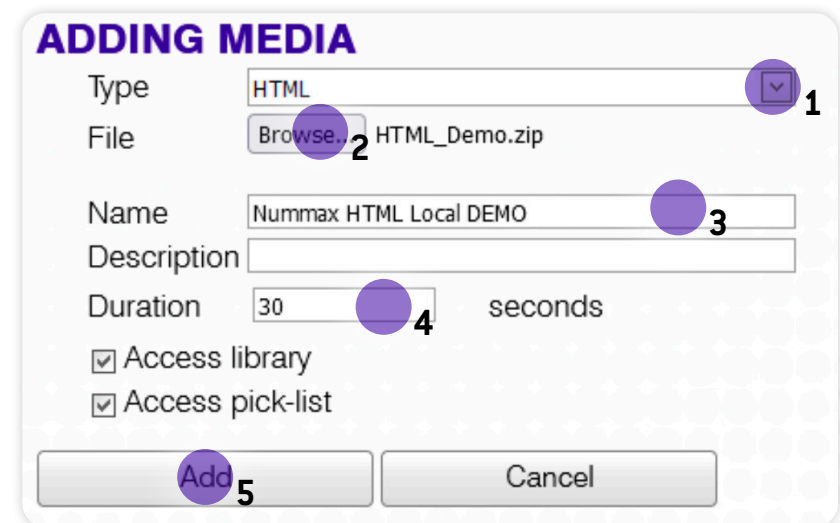 ADDING MEDIA
Type HTML 1
File Browse... 2 HTML_Demo.zip
Name Nummax HTML Local DEMO 3
Description
Duration 30 4 seconds
Access library
Access pick-list
Add 5 Cancel